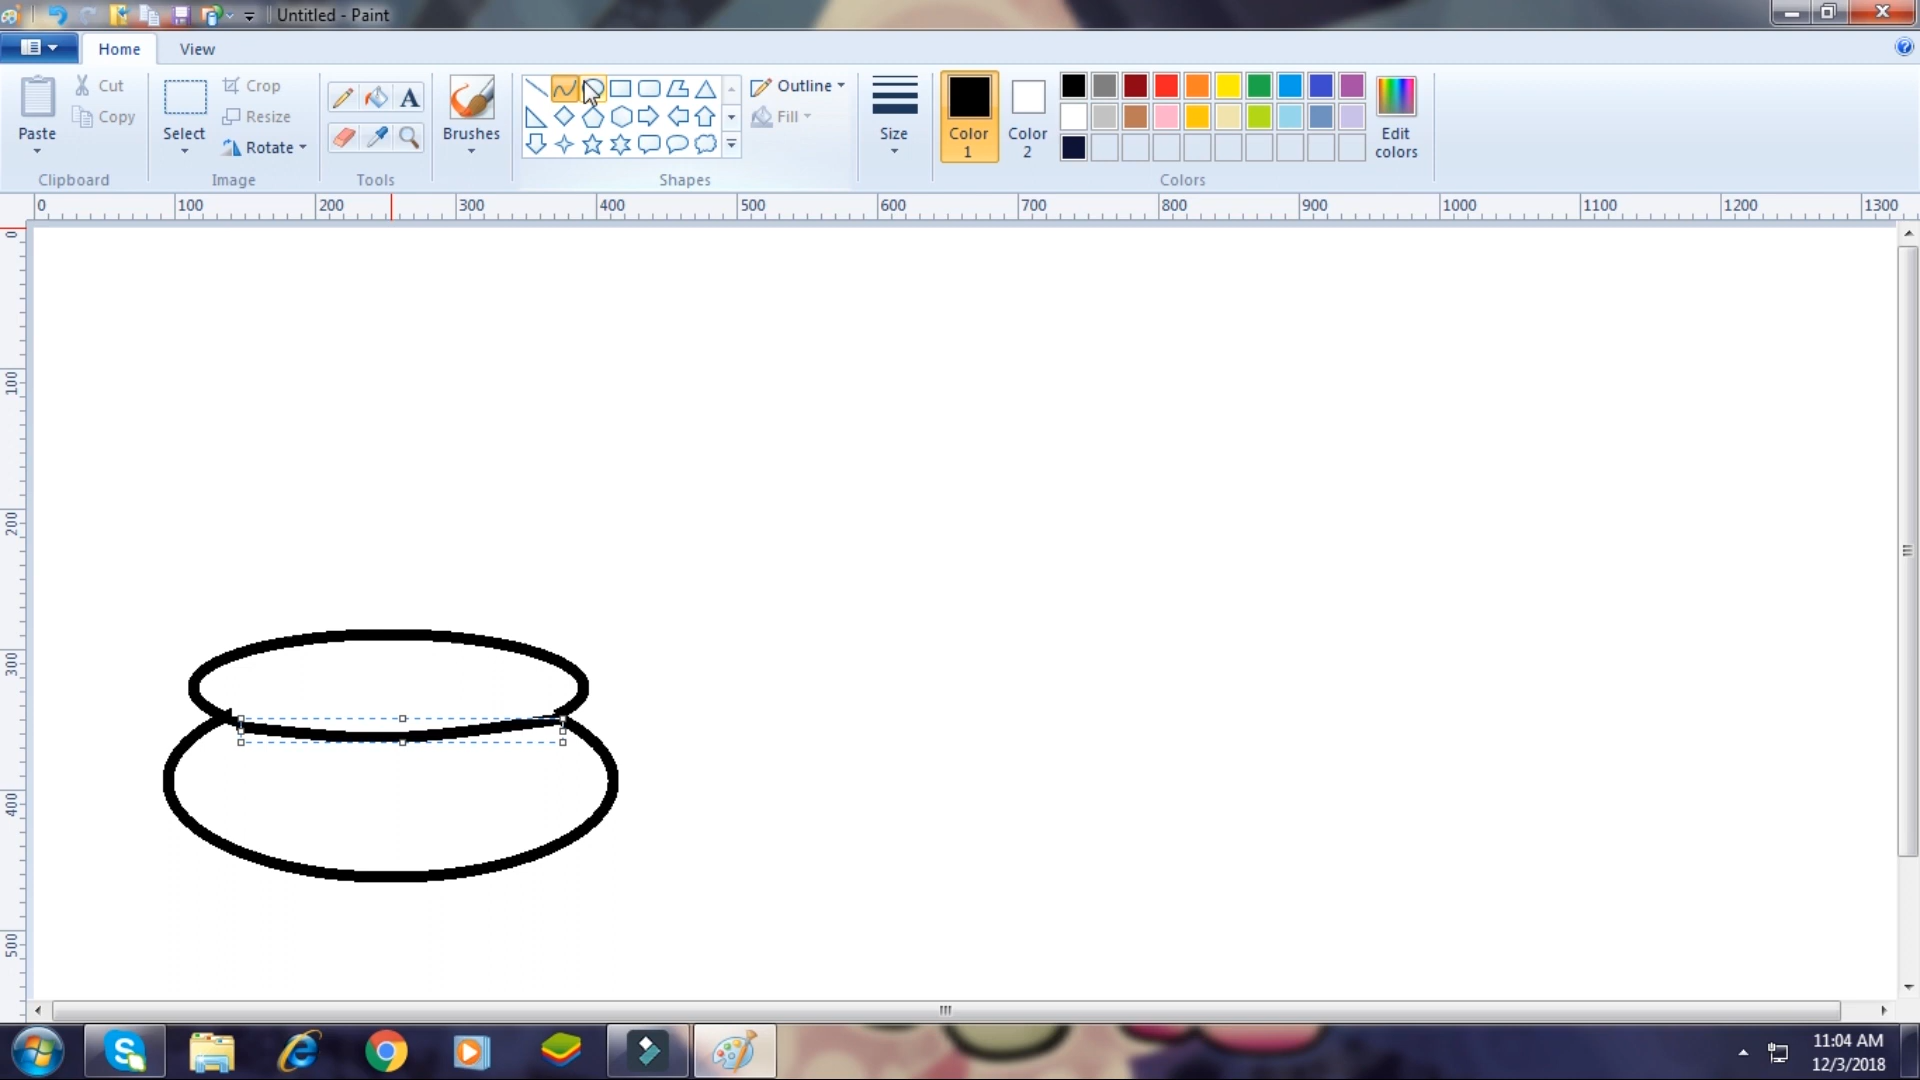 Untitled - Paint
Home View
Paste
Cut
Copy
Clipboard
Select
Crop
Resize
Rotate
Image
A
Tools
Brushes
Shapes
Outline
Fill
Size
Color 1
Color 2
Colors
Edit colors
0 100 200 300 400 500 600 700 800 900 1000 1100 1200 1300
0
100
200
300
400
500
11:04 AM
12/3/2018